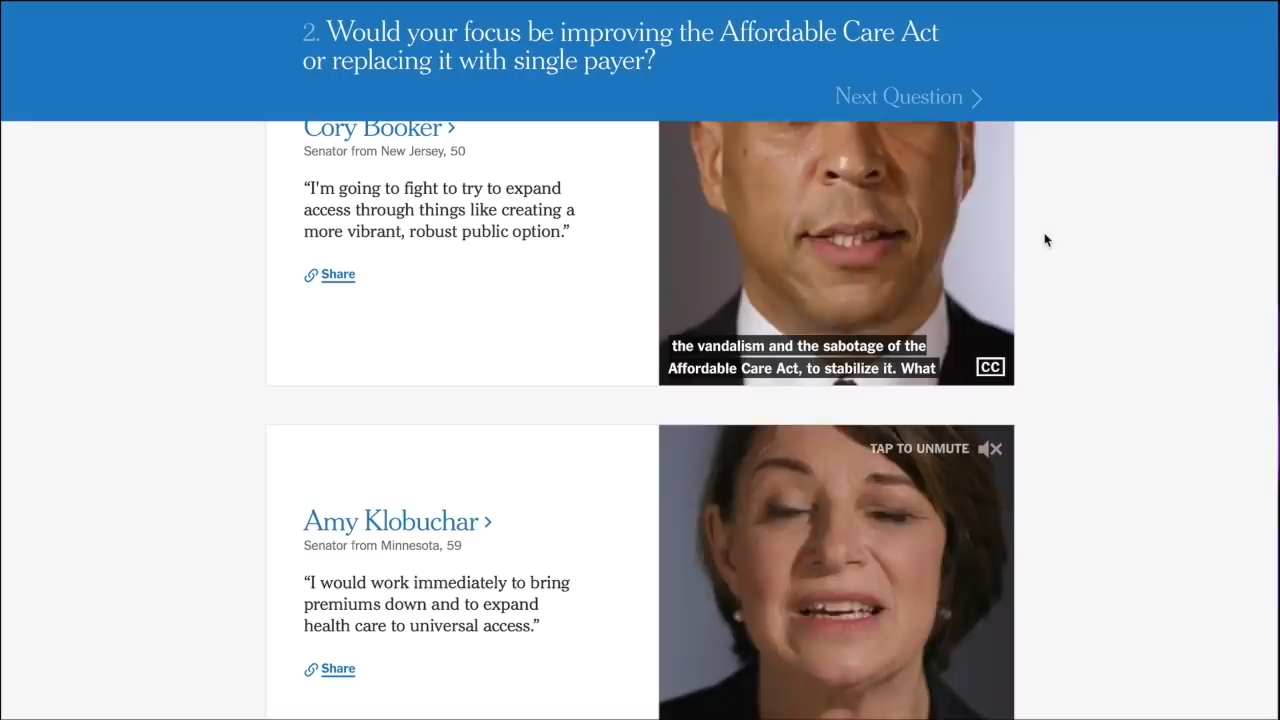 2. Would your focus be improving the Affordable Care Act
or replacing it with single payer?
Next Question
Cory Booker
Senator from New Jersey, 50
“I'm going to fight to try to expand
access through things like creating a
more vibrant, robust public option.”
Share
the vandalism and the sabotage of the
Affordable Care Act, to stabilize it. What
CC
TAP TO UNMUTE
Amy Klobuchar
Senator from Minnesota, 59
“I would work immediately to bring
premiums down and to expand
health care to universal access.”
Share